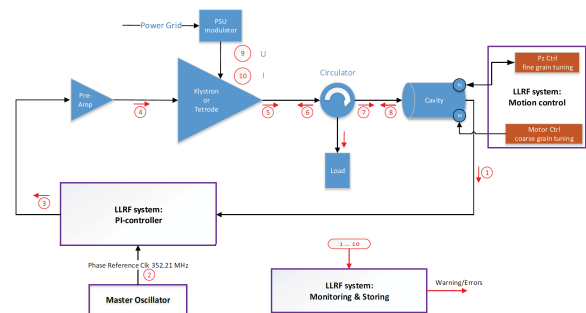 Power Grid
PSU
modulator
9 U
10 I
Pre-
Amp
4
Klystron
or
Tetrode
5
6
Circulator
7
8
Load
Cavity
Pz Ctrl
fine grain tuning
LLRF system:
Motion control
Motor Ctrl
coarse grain tuning
1
3
LLRF system:
PI-controller
Phase Reference Clk 352.21 MHz
2
Master Oscillator
1 ... 10
LLRF system:
Monitoring & Storing
Warning/Errors